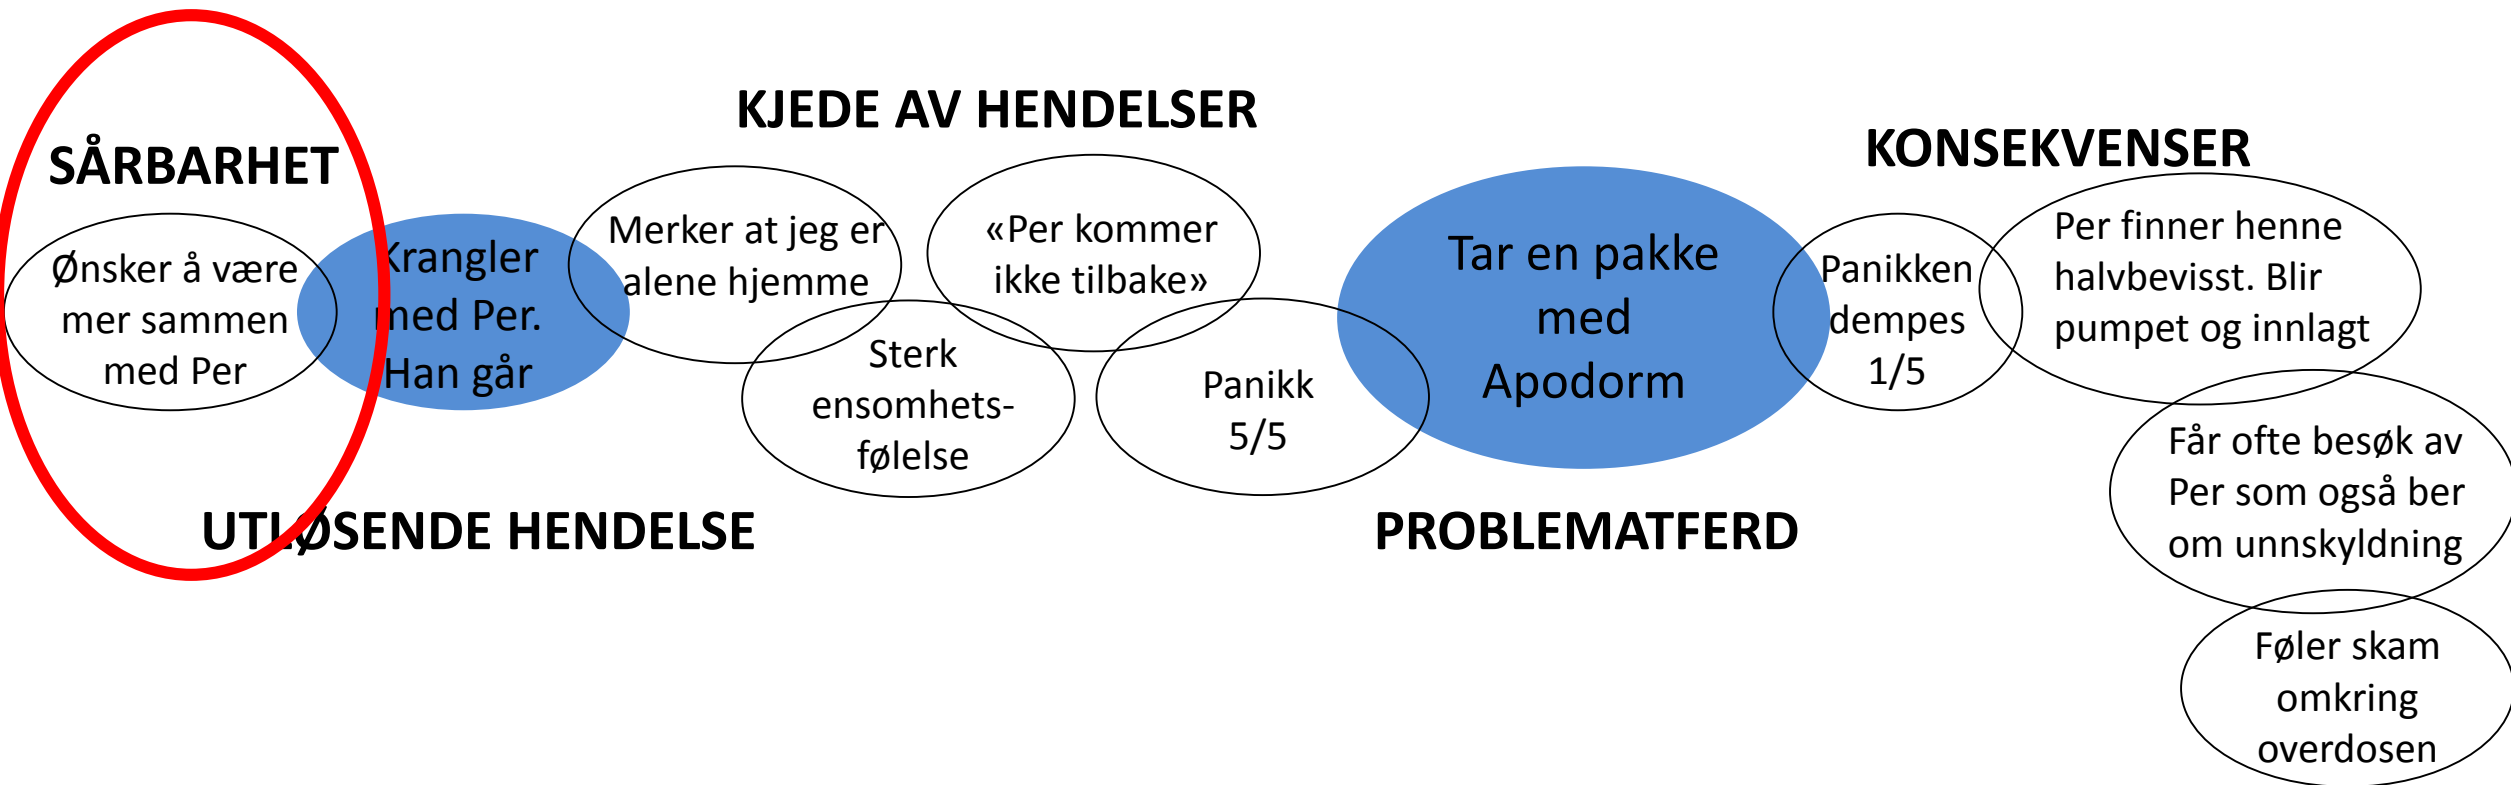 SÅRBARHET
Ønsker å være
mer sammen
med Per
UTLØSENDE HENDELSE
Krangler
med Per.
Han går
KJEDE AV HENDELSER
Merker at jeg er
alene hjemme
Sterk
ensomhets-
følelse
«Per kommer
ikke tilbake»
Panikk
5/5
PROBLEMATFERD
Tar en pakke
med
Apodorm
KONSEKVENSER
Panikken
dempes
1/5
Per finner henne
halvbevisst. Blir
pumpet og innlagt
Får ofte besøk av
Per som også ber
om unnskyldning
Føler skam
omkring
overdosen